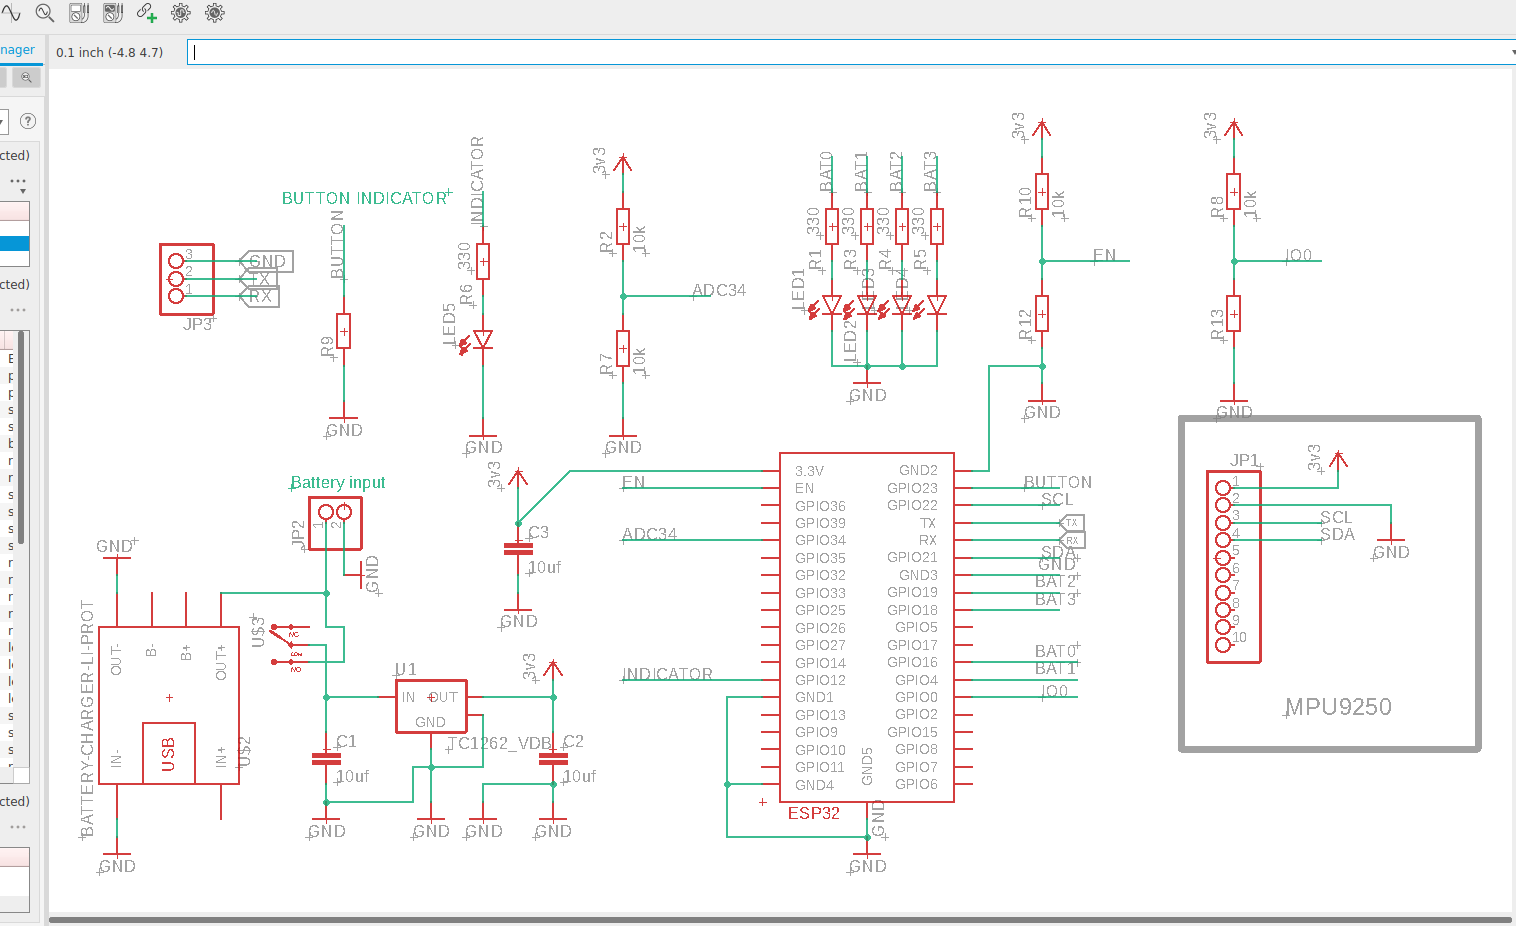 nager
0.1 inch (-4.8 4.7)
cted)
cted)
cted)
BUTTON INDICATOR
BUTTON
R9
GND
INDICATOR
330
R6
LED5
GND
3
2
1
GND
TX
RX
JP3
3v3
R2
10k
ADC34
R7
10k
GND
BAT0
BAT1
BAT2
BAT3
330
330
330
330
R1
R3
R4
R5
LED1
LED2
LED3
LED4
GND
3v3
R10
10k
EN
R12
GND
3v3
R8
10k
IO0
R13
GND
Battery input
JP2
1
2
GND
GND
OUT-
B-
B+
OUT+
IN-
USB
IN+
U$2
BATTERY-CHARGER-LI-PROT
GND
U$3
NC
SW
NO
U1
IN
OUT
GND
TC1262_VDB
3v3
C1
10uf
C2
10uf
GND
GND
GND
GND
3v3
C3
10uf
GND
EN
ADC34
INDICATOR
3.3V
EN
GPIO36
GPIO39
GPIO34
GPIO35
GPIO32
GPIO33
GPIO25
GPIO26
GPIO27
GPIO14
GPIO12
GND1
GPIO13
GPIO9
GPIO10
GPIO11
GND4
GND2
GPIO23
GPIO22
TX
RX
GPIO21
GND3
GPIO19
GPIO18
GPIO5
GPIO17
GPIO16
GPIO4
GPIO0
GPIO2
GPIO15
GPIO8
GPIO7
GPIO6
GND5
ESP32
GND
GND
BUTTON
SCL
TX
RX
SDA
GND
BAT2
BAT3
BAT0
BAT1
IO0
JP1
3v3
1
2
3
4
5
6
7
8
9
10
SCL
SDA
GND
MPU9250